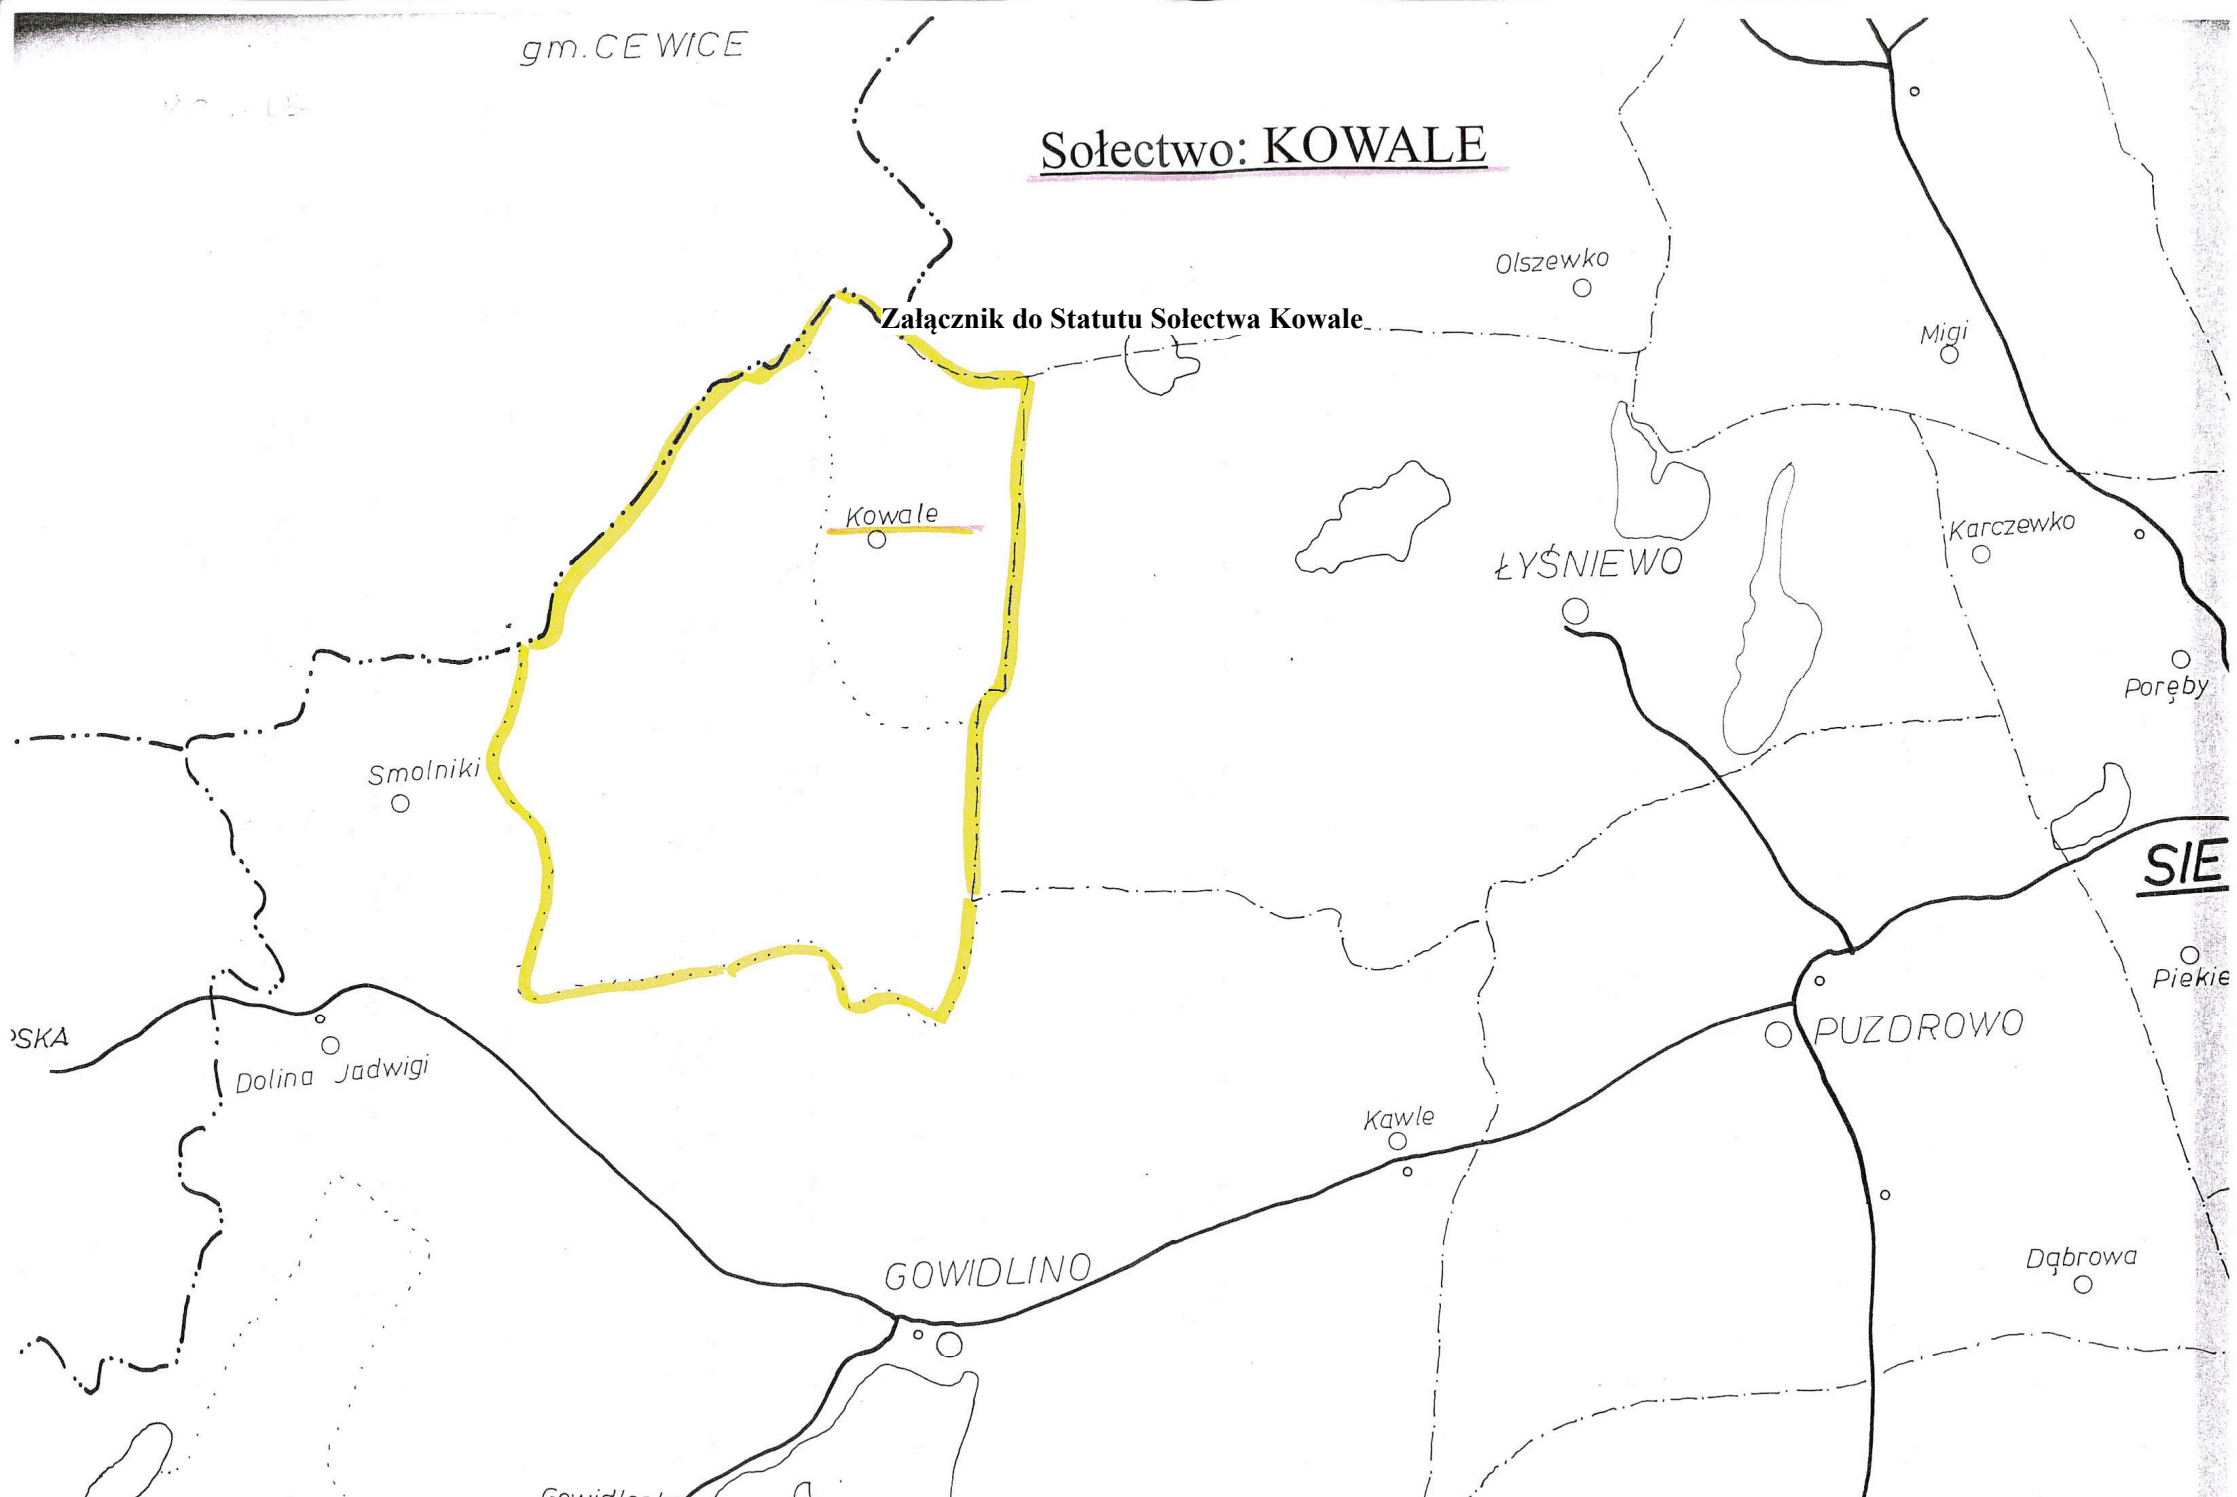 gm. CEWICE
Sołectwo: KOWALE
Olszewko
Załącznik do Statutu Sołectwa Kowale
Migi
Kowale
Karczewko
ŁYŚNIEWO
Poręby
Smolniki
SIE
Piekie
PUZDROWO
SKA
Dolina Jadwigi
Kawle
Dąbrowa
GOWIDLINO